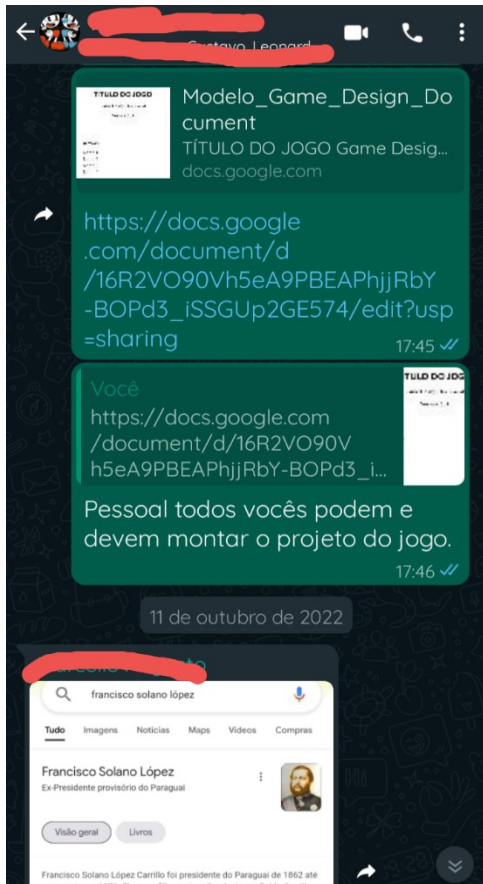 TÍTULO DO JOGO
Modelo_Game_Design_Do
cument
TÍTULO DO JOGO Game Desig...
docs.google.com
https://docs.google
.com/document/d
/16R2VO90Vh5eA9PBEAPhjjRbY
-BOPd3_iSSGUp2GE574/edit?usp
=sharing
17:45
Você
https://docs.google.com
/document/d/16R2VO90V
h5eA9PBEAPhjjRbY-BOPd3_i...
Pessoal todos vocês podem e
devem montar o projeto do jogo.
17:46
11 de outubro de 2022
francisco solano lópez
Tudo Imagens Notícias Maps Vídeos Compras
Francisco Solano López
Ex-Presidente provisório do Paraguai
Visão geral Livros
Francisco Solano López Carrillo foi presidente do Paraguai de 1862 até